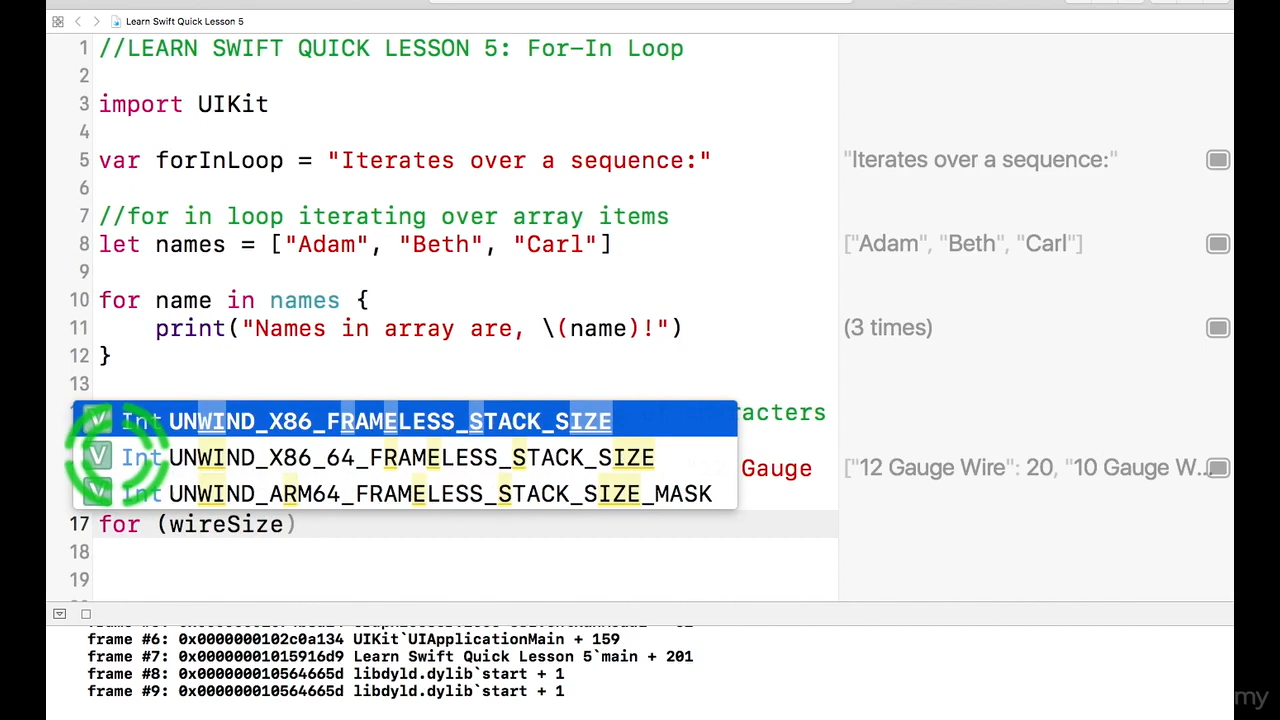 Learn Swift Quick Lesson 5
1 //LEARN SWIFT QUICK LESSON 5: For-In Loop
2
3 import UIKit
4
5 var forInLoop = "Iterates over a sequence:" "Iterates over a sequence:"
6
7 //for in loop iterating over array items
8 let names = ["Adam", "Beth", "Carl"] ["Adam", "Beth", "Carl"]
9
10 for name in names {
11 print("Names in array are, \(name)!") (3 times)
12 }
13
Int UNWIND_X86_FRAMELESS_STACK_SIZE
Int UNWIND_X86_64_FRAMELESS_STACK_SIZE
Gauge ["12 Gauge Wire": 20, "10 Gauge W...
Int UNWIND_ARM64_FRAMELESS_STACK_SIZE_MASK
17 for (wireSize)
18
19
frame #6: 0x0000000102c0a134 UIKit`UIApplicationMain + 159
frame #7: 0x00000001015916d9 Learn Swift Quick Lesson 5`main + 201
frame #8: 0x000000010564665d libdyld.dylib`start + 1
frame #9: 0x000000010564665d libdyld.dylib`start + 1
my